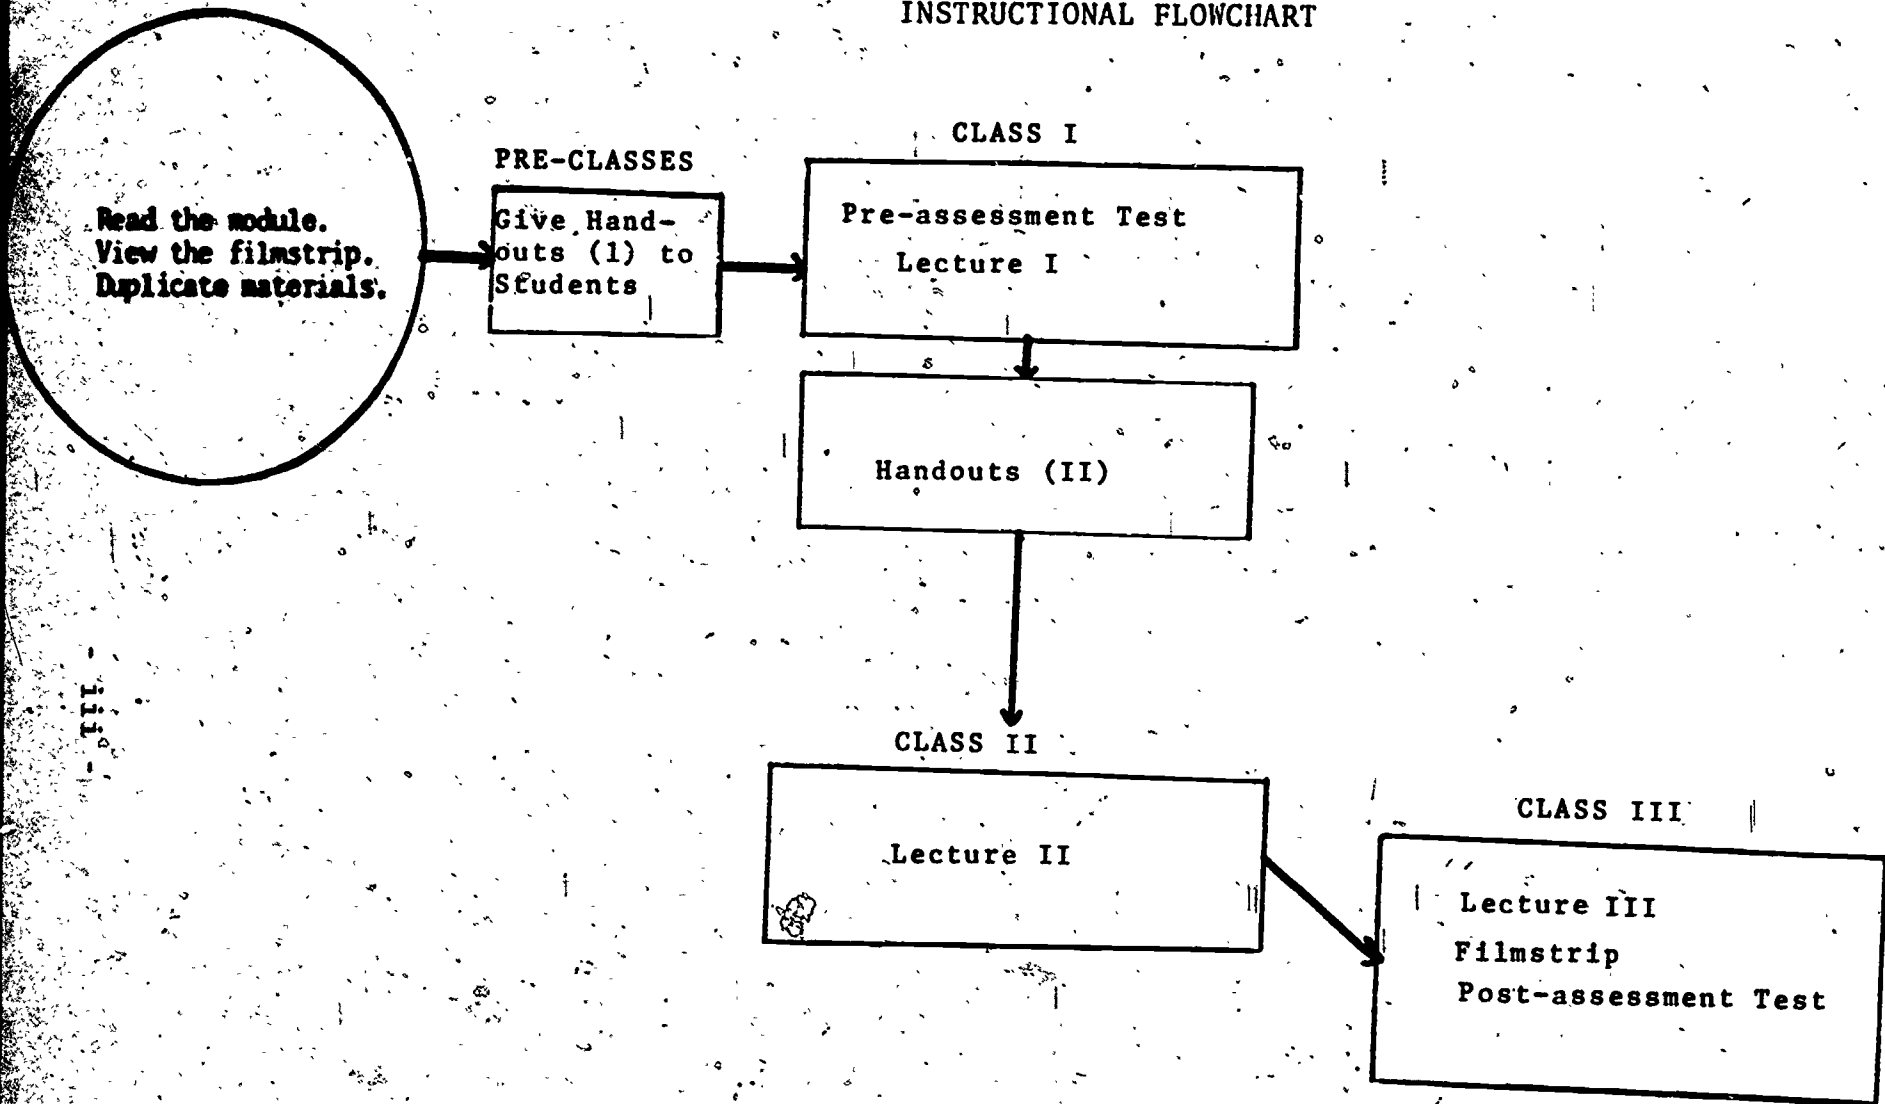 INSTRUCTIONAL FLOWCHART
Read the module.
View the filmstrip.
Duplicate materials.
PRE-CLASSES
Give Hand-
outs (1) to
Students
CLASS I
Pre-assessment Test
Lecture I
Handouts (II)
CLASS II
Lecture II
CLASS III
Lecture III
Filmstrip
Post-assessment Test
- iii -